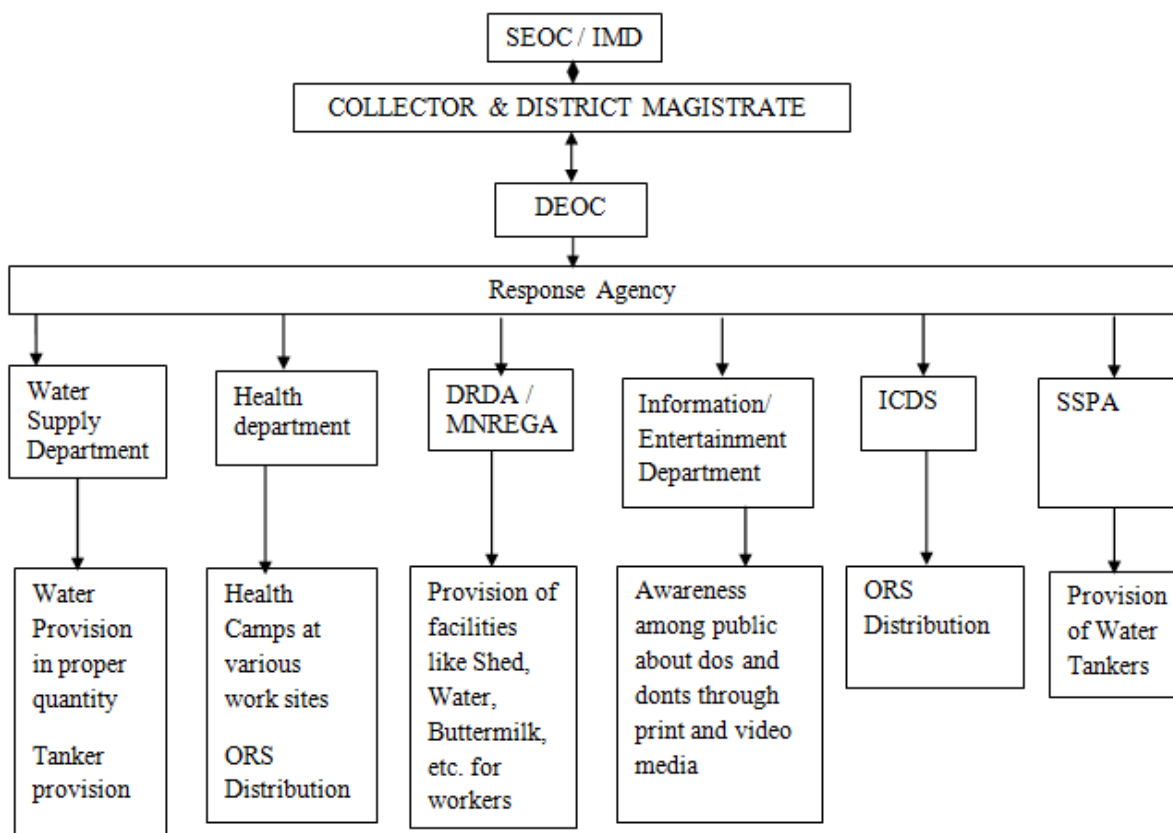 SEOC / IMD
COLLECTOR & DISTRICT MAGISTRATE
DEOC
Response Agency
Water
Supply
Department
Health
department
DRDA /
MNREGA
Information/
Entertainment
Department
ICDS
SSPA
Water
Provision
in proper
quantity
Tanker
provision
Health
Camps at
various
work sites
ORS
Distribution
Provision of
facilities
like Shed,
Water,
Buttermilk,
etc. for
workers
Awareness
among public
about dos and
donts through
print and video
media
ORS
Distribution
Provision
of Water
Tankers